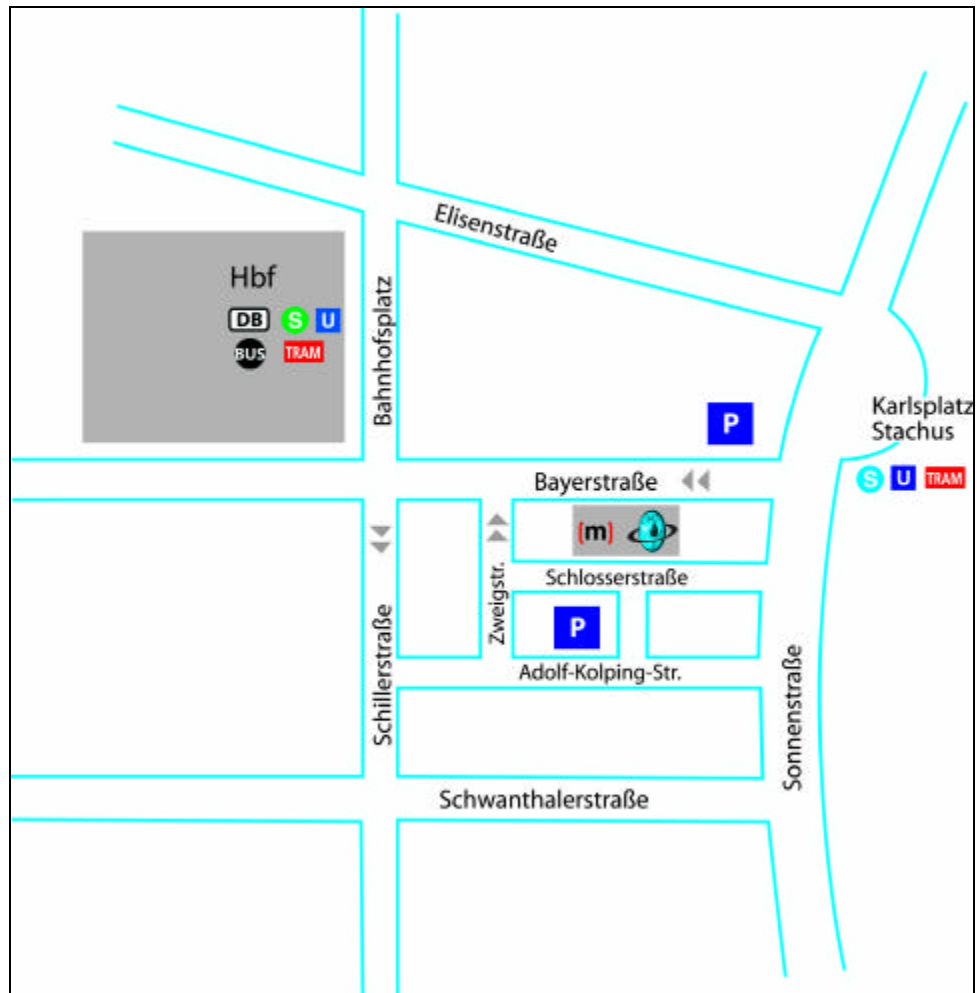 Elisenstraße
Hbf
DB S U
BUS TRAM
Bahnhofsplatz
P
Karlsplatz
Stachus
S U TRAM
Bayerstraße
(m)
Schlosserstraße
Zweigstr.
P
Adolf-Kolping-Str.
Schillerstraße
Sonnenstraße
Schwanthalerstraße